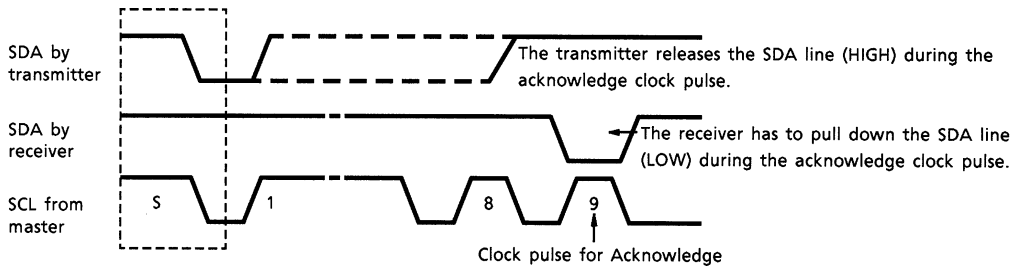 SDA by
transmitter
The transmitter releases the SDA line (HIGH) during the
acknowledge clock pulse.
SDA by
receiver
The receiver has to pull down the SDA line
(LOW) during the acknowledge clock pulse.
SCL from
master
S
1
8
9
Clock pulse for Acknowledge